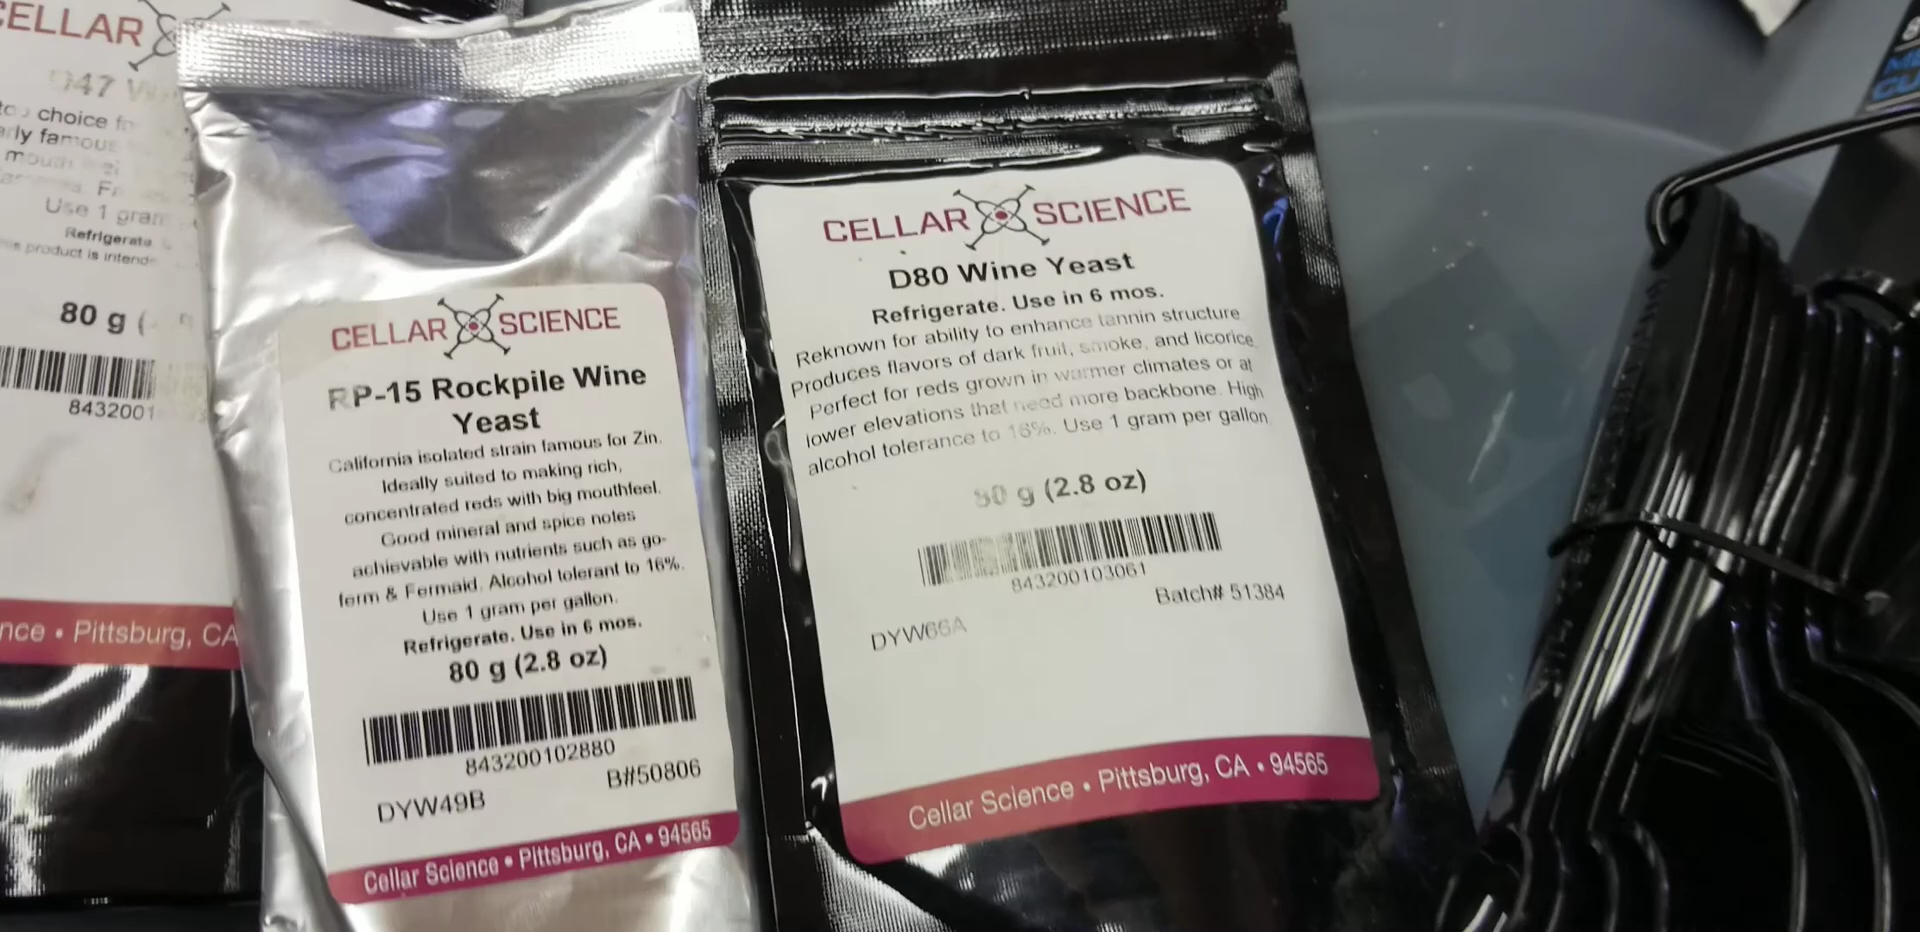 CELLAR
D47
choice
famous
mouth
Use 1 gram
Refrigerate
product is intend
80 g (
8432001
nce • Pittsburg, CA
CELLAR SCIENCE
RP-15 Rockpile Wine
Yeast
California isolated strain famous for Zin.
Ideally suited to making rich,
concentrated reds with big mouthfeel.
Good mineral and spice notes
achievable with nutrients such as go-
ferm & Fermaid. Alcohol tolerant to 16%.
Use 1 gram per gallon.
Refrigerate. Use in 6 mos.
80 g (2.8 oz)
843200102880
DYW49B B#50806
Cellar Science • Pittsburg, CA • 94565
CELLAR SCIENCE
D80 Wine Yeast
Refrigerate. Use in 6 mos.
Reknown for ability to enhance tannin structure
Produces flavors of dark fruit, smoke, and licorice
Perfect for reds grown in warmer climates or at
lower elevations that need more backbone. High
alcohol tolerance to 16%. Use 1 gram per gallon
80 g (2.8 oz)
843200103061
DYW66A Batch# 51384
Cellar Science • Pittsburg, CA • 94565